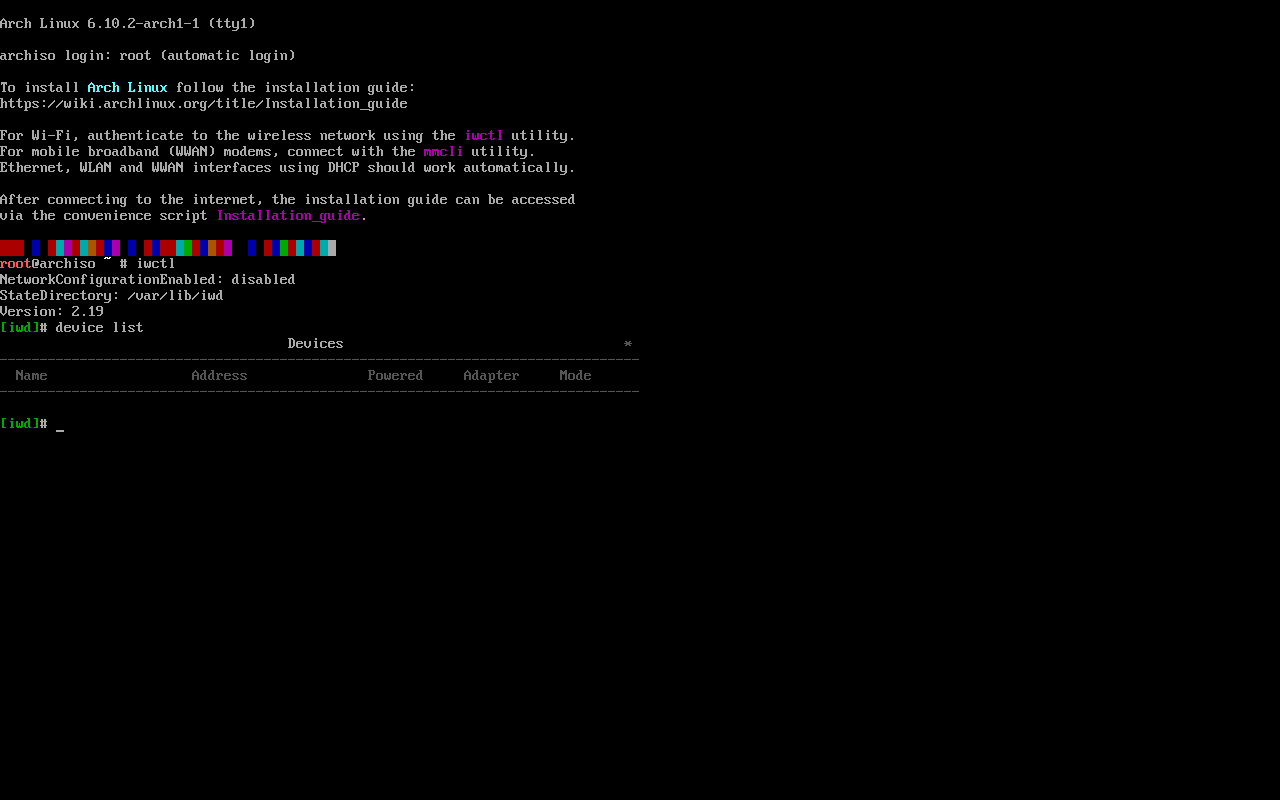 Arch Linux 6.10.2-arch1-1 (tty1)
archiso login: root (automatic login)
To install Arch Linux follow the installation guide:
https://wiki.archlinux.org/title/Installation_guide
For Wi-Fi, authenticate to the wireless network using the iwctl utility.
For mobile broadband (WWAN) modems, connect with the mmcli utility.
Ethernet, WLAN and WWAN interfaces using DHCP should work automatically.
After connecting to the internet, the installation guide can be accessed
via the convenience script Installation_guide.
root@archiso ~ # iwctl
NetworkConfigurationEnabled: disabled
StateDirectory: /var/lib/iwd
Version: 2.19
[iwd]# device list
Devices *
Name Address Powered Adapter Mode
[iwd]# _